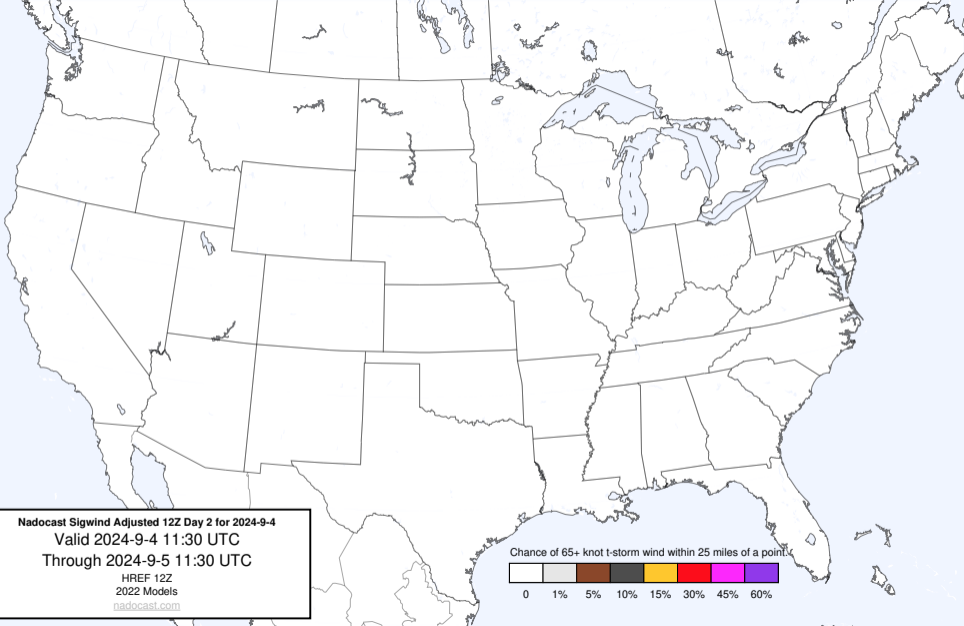 Nadocast Sigwind Adjusted 12Z Day 2 for 2024-9-4
Valid 2024-9-4 11:30 UTC
Through 2024-9-5 11:30 UTC
HREF 12Z
2022 Models
nadocast.com
Chance of 65+ knot t-storm wind within 25 miles of a point.
0 1% 5% 10% 15% 30% 45% 60%